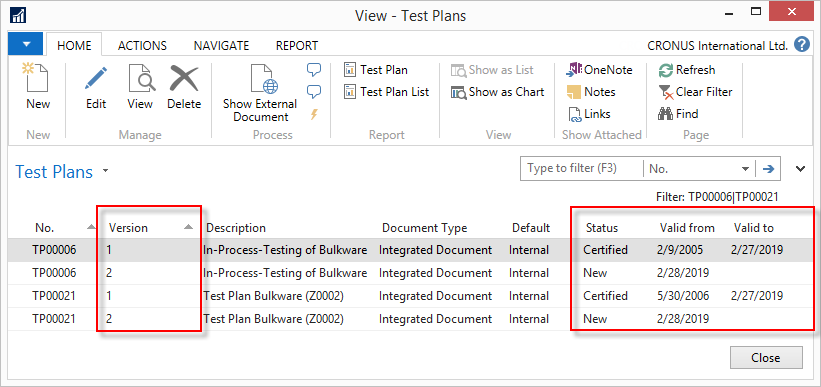 View - Test Plans
HOME ACTIONS NAVIGATE REPORT CRONUS International Ltd. ?
New
Edit
View
Delete
Show External
Document
Test Plan
Test Plan List
Show as List
Show as Chart
OneNote
Notes
Links
Refresh
Clear Filter
Find
New Manage Process Report View Show Attached Page
Test Plans
Type to filter (F3) No.
Filter: TP00006|TP00021
No. Version Description Document Type Default Status Valid from Valid to
TP00006 1 In-Process-Testing of Bulkware Integrated Document Internal Certified 2/9/2005 2/27/2019
TP00006 2 In-Process-Testing of Bulkware Integrated Document Internal New 2/28/2019
TP00021 1 Test Plan Bulkware (Z0002) Integrated Document Internal Certified 5/30/2006 2/27/2019
TP00021 2 Test Plan Bulkware (Z0002) Integrated Document Internal New 2/28/2019
Close